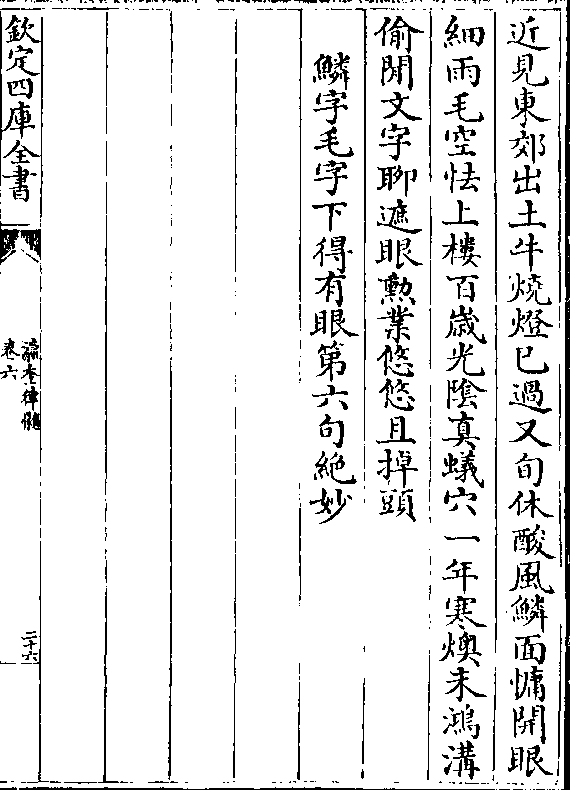 近見東郊出土牛燒燈已過又旬休酸風鱗面慵開眼
細雨毛空怯上樓百歲光隂真蟻穴一年寒燠未鴻溝
偷閒文字聊遮眼勲業悠悠且掉頭
鱗字毛字下得有眼第六句絶妙
欽定四庫全書
瀛奎律髓
卷六
二十六